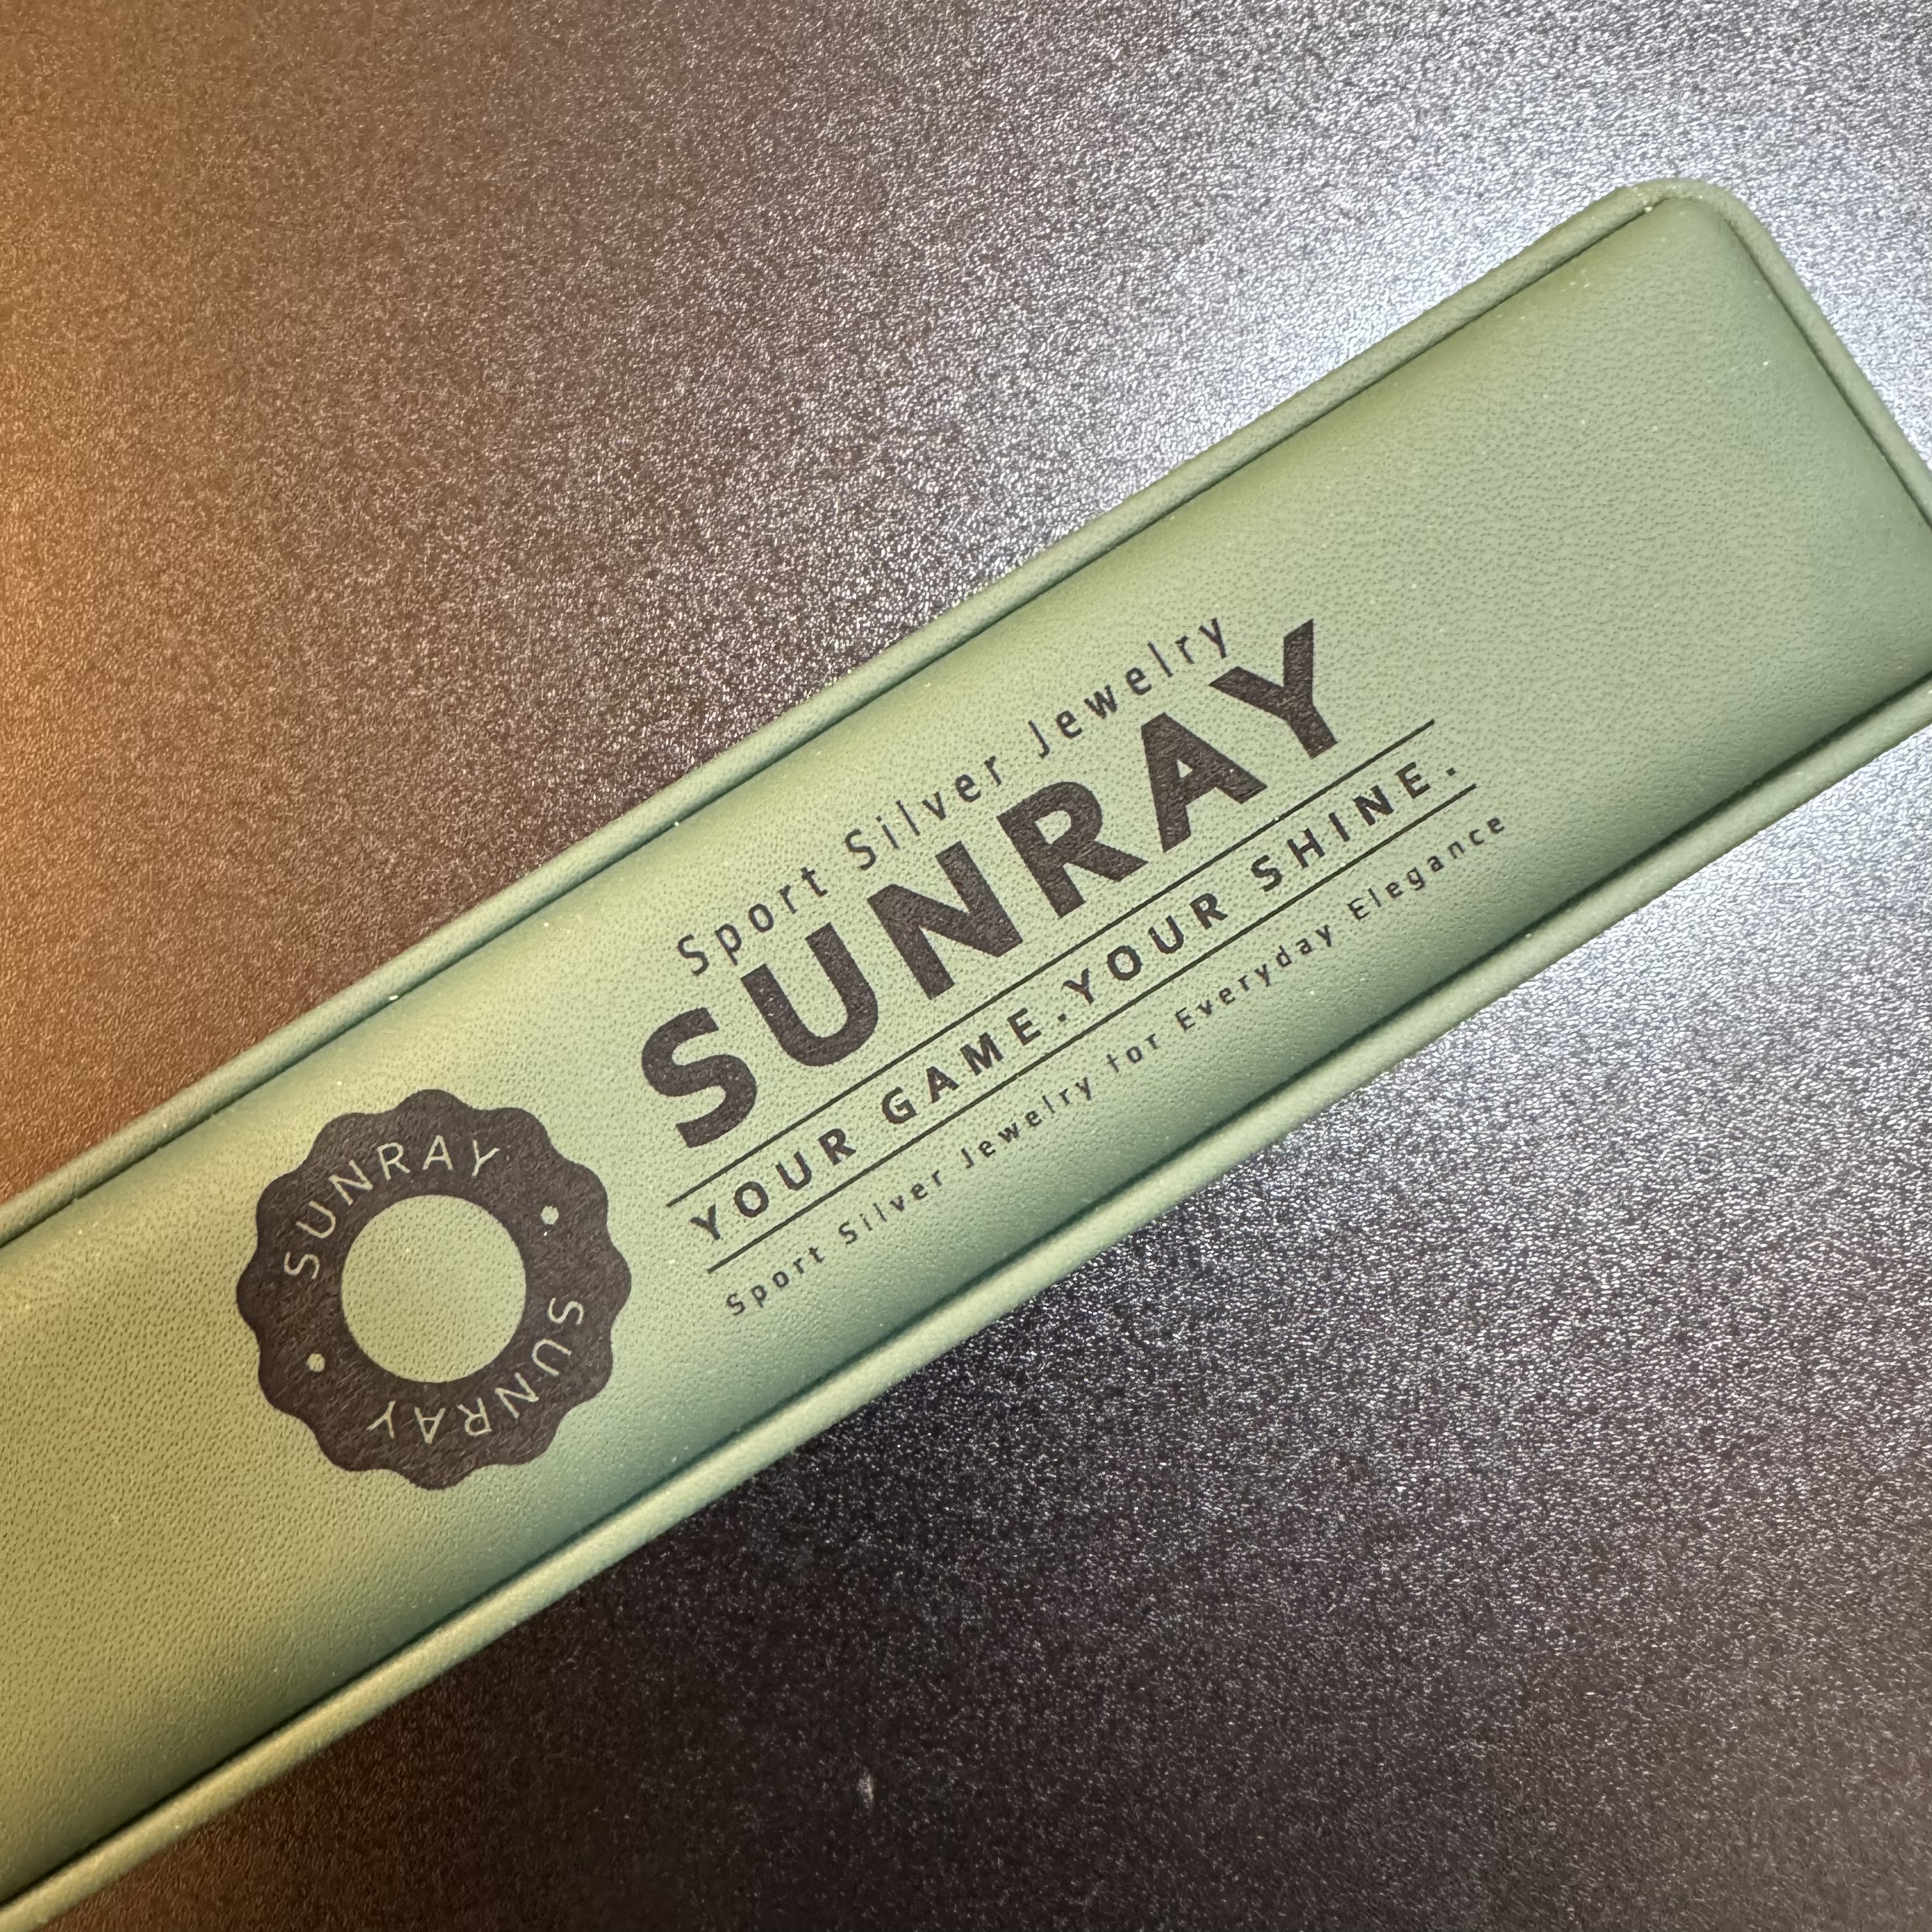 SUNRAY
SUNRAY
Sport Silver Jewelry
SUNRAY
YOUR GAME.YOUR SHINE.
Sport Silver Jewelry for Everyday Elegance